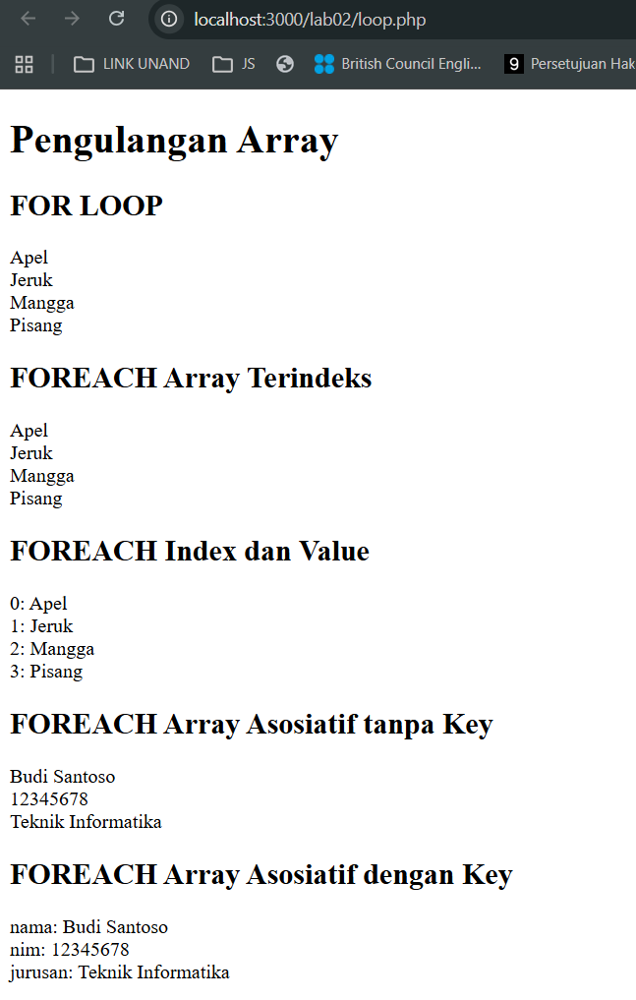 localhost:3000/lab02/loop.php
LINK UNAND JS British Council Engli... 9 Persetujuan Hak
Pengulangan Array
FOR LOOP
Apel
Jeruk
Mangga
Pisang
FOREACH Array Terindeks
Apel
Jeruk
Mangga
Pisang
FOREACH Index dan Value
0: Apel
1: Jeruk
2: Mangga
3: Pisang
FOREACH Array Asosiatif tanpa Key
Budi Santoso
12345678
Teknik Informatika
FOREACH Array Asosiatif dengan Key
nama: Budi Santoso
nim: 12345678
jurusan: Teknik Informatika